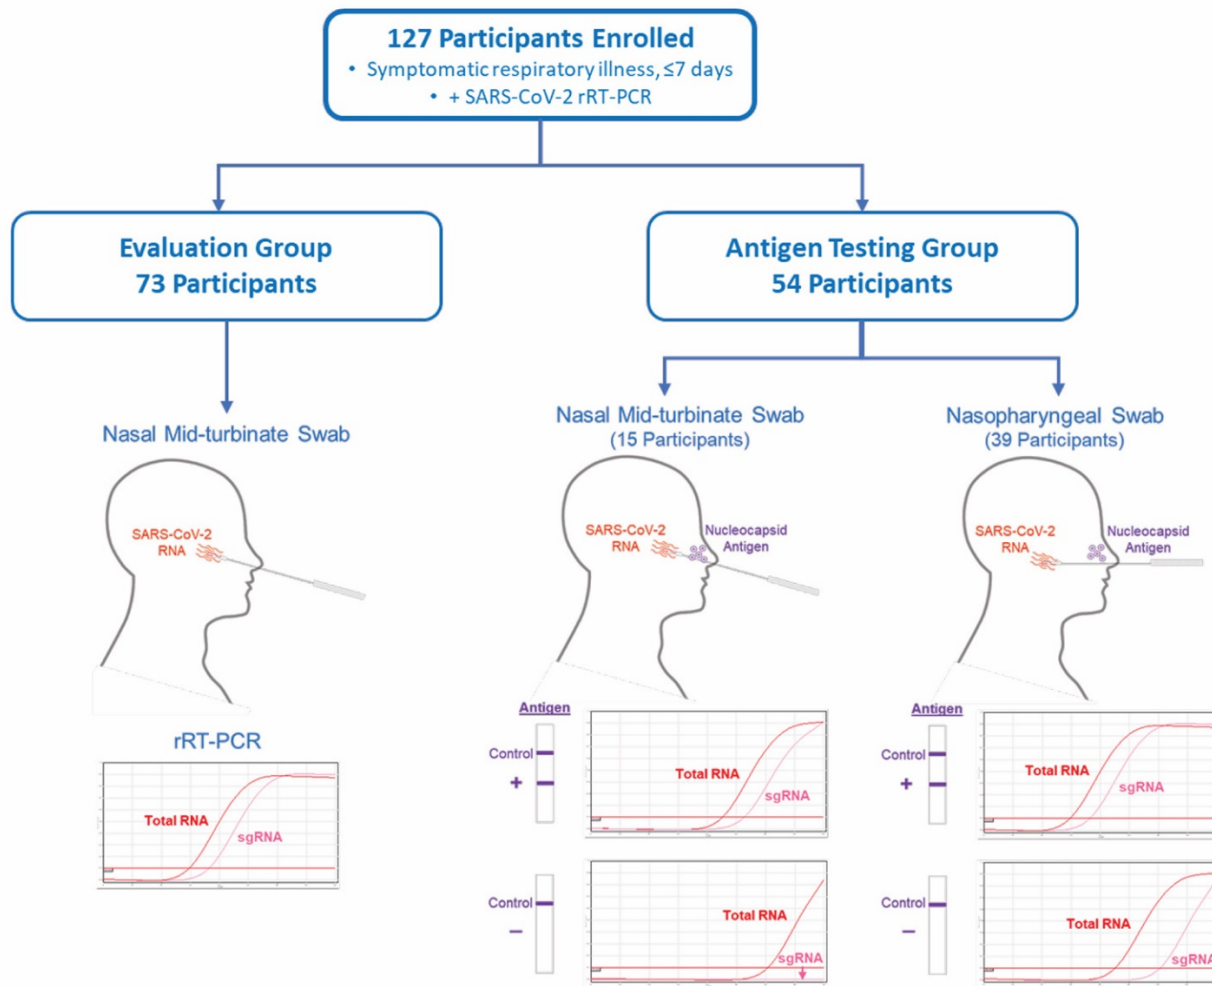 127 Participants Enrolled
• Symptomatic respiratory illness, ≤7 days
• + SARS-CoV-2 rRT-PCR
Evaluation Group
73 Participants
Antigen Testing Group
54 Participants
Nasal Mid-turbinate Swab
SARS-CoV-2
RNA
rRT-PCR
Total RNA
sgRNA
Nasal Mid-turbinate Swab
(15 Participants)
SARS-CoV-2
RNA
Nucleocapsid
Antigen
Antigen
Control
+
Total RNA
sgRNA
Control
−
Total RNA
sgRNA
Nasopharyngeal Swab
(39 Participants)
SARS-CoV-2
RNA
Nucleocapsid
Antigen
Antigen
Control
+
Total RNA
sgRNA
Control
−
Total RNA
sgRNA